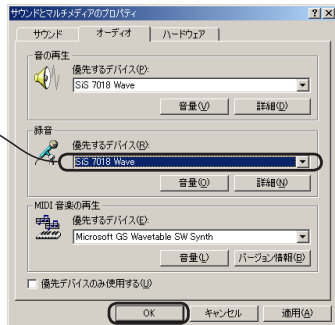 サウンドとマルチメディアのプロパティ
サウンド オーディオ ハードウェア
音の再生
優先するデバイス(P):
SiS 7018 Wave
音量(V) 詳細(D)
録音
優先するデバイス(R):
SiS 7018 Wave
音量(O) 詳細(N)
MIDI 音楽の再生
優先するデバイス(E):
Microsoft GS Wavetable SW Synth
音量(L) バージョン情報(B)
優先デバイスのみ使用する(U)
OK キャンセル 適用(A)